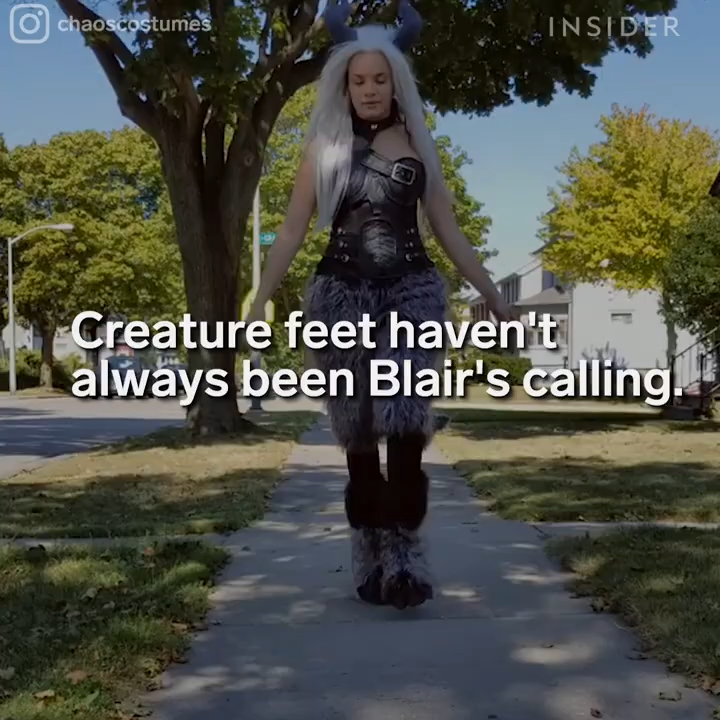 chaoscostumes
INSIDER
Creature feet haven't
always been Blair's calling.